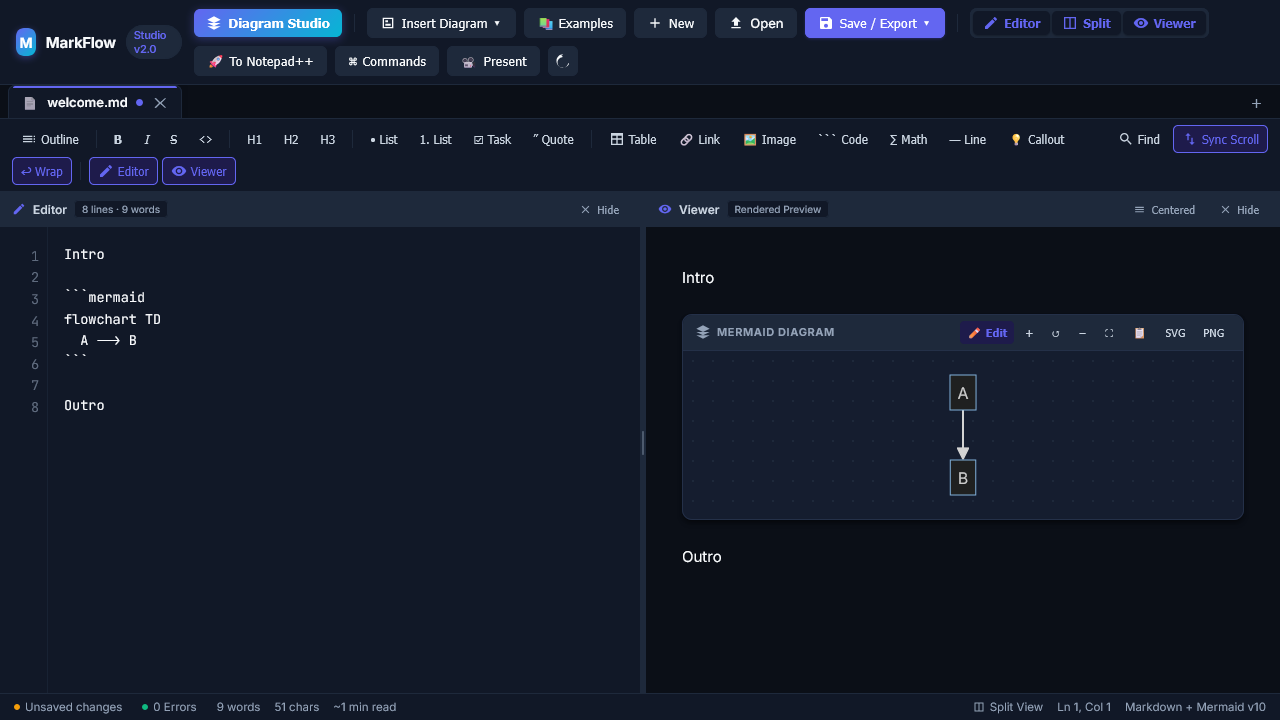 M MarkFlow Studio v2.0
Diagram Studio Insert Diagram ▾ Examples + New Open Save / Export ▾ Editor Split Viewer
To Notepad++ ⌘ Commands Present
welcome.md
+
Outline B I S <> H1 H2 H3 • List 1. List ☑ Task ” Quote Table Link Image ``` Code ∑ Math — Line Callout Find Sync Scroll
↩ Wrap Editor Viewer
Editor 8 lines · 9 words Hide
Viewer Rendered Preview Centered Hide
1 Intro
2
3 ```mermaid
4 flowchart TD
5 A --> B
6 ```
7
8 Outro
Intro
MERMAID DIAGRAM Edit + ↺ − SVG PNG
A
B
Outro
Unsaved changes 0 Errors 9 words 51 chars ~1 min read Split View Ln 1, Col 1 Markdown + Mermaid v10